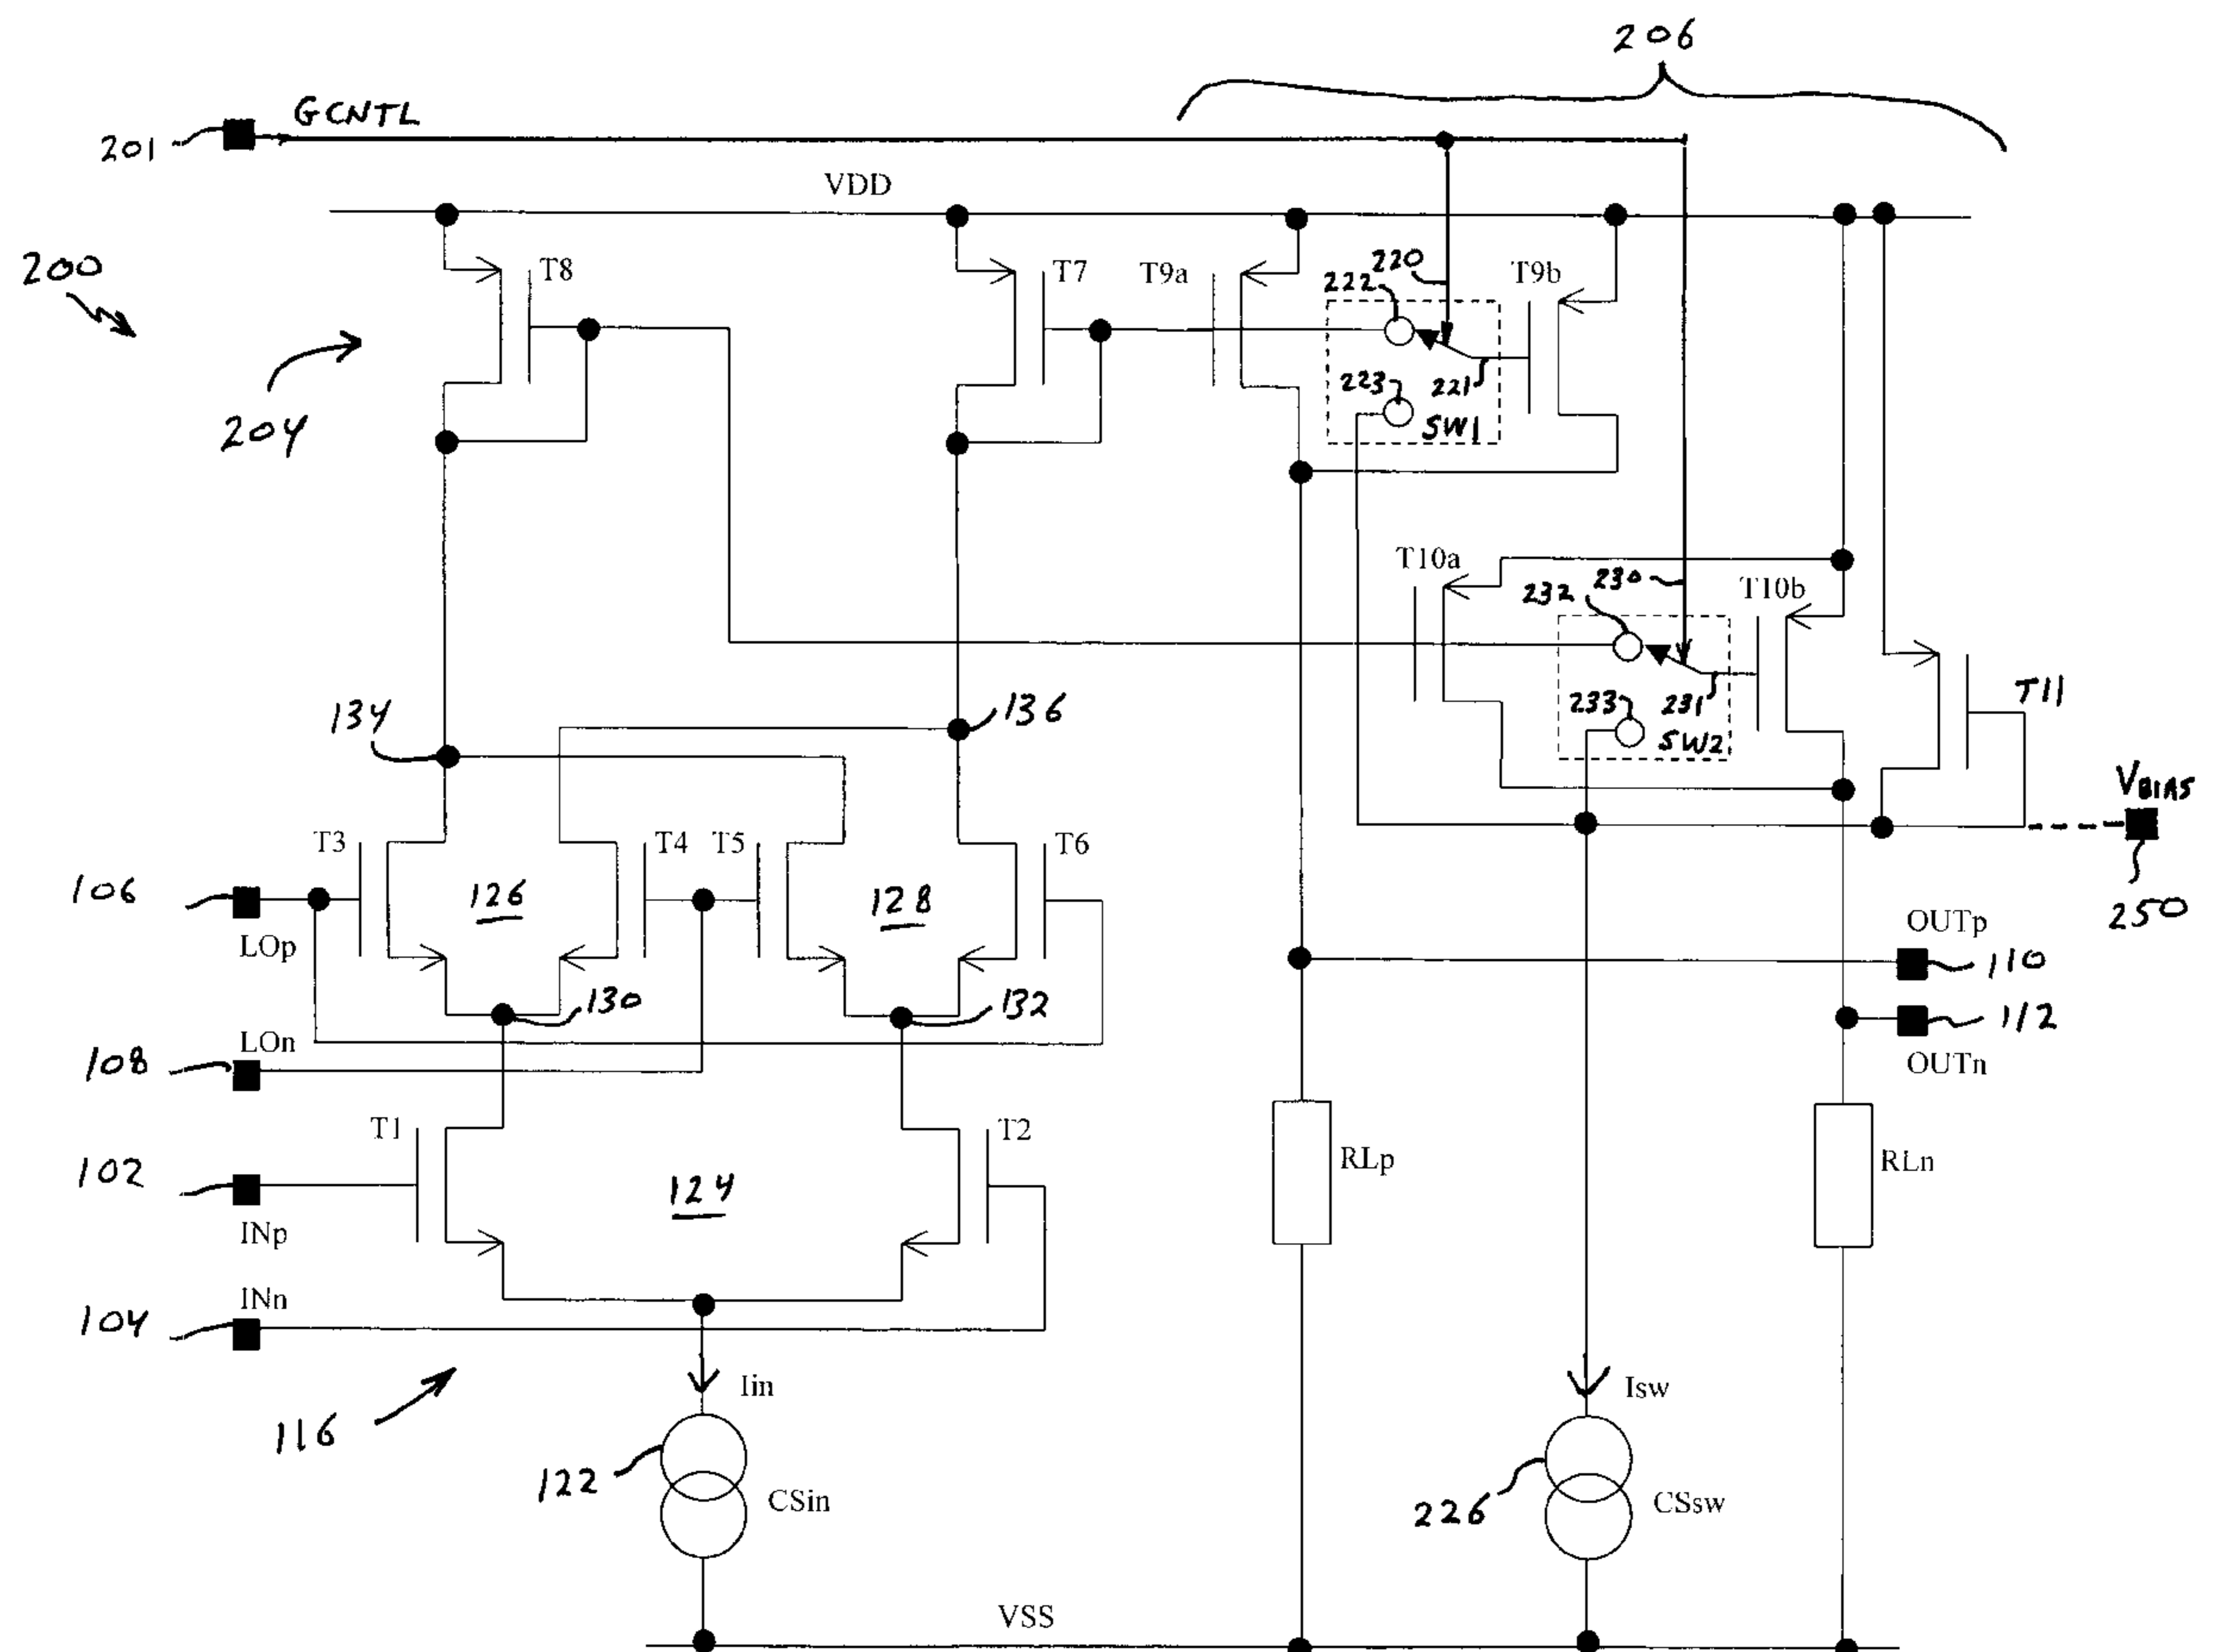 206
GCNTL
201
VDD
200
T8
T7
T9a
222
220
T9b
223
221
SW1
204
T10a
232
230
T10b
233
231
SW2
T11
134
136
VBIAS
T3
T4
T5
T6
106
126
128
250
LOp
OUTp
110
130
132
112
LOn
108
OUTn
T1
T2
102
124
RLp
RLn
INp
INn
104
Iin
Isw
116
122
CSin
226
CSsw
VSS